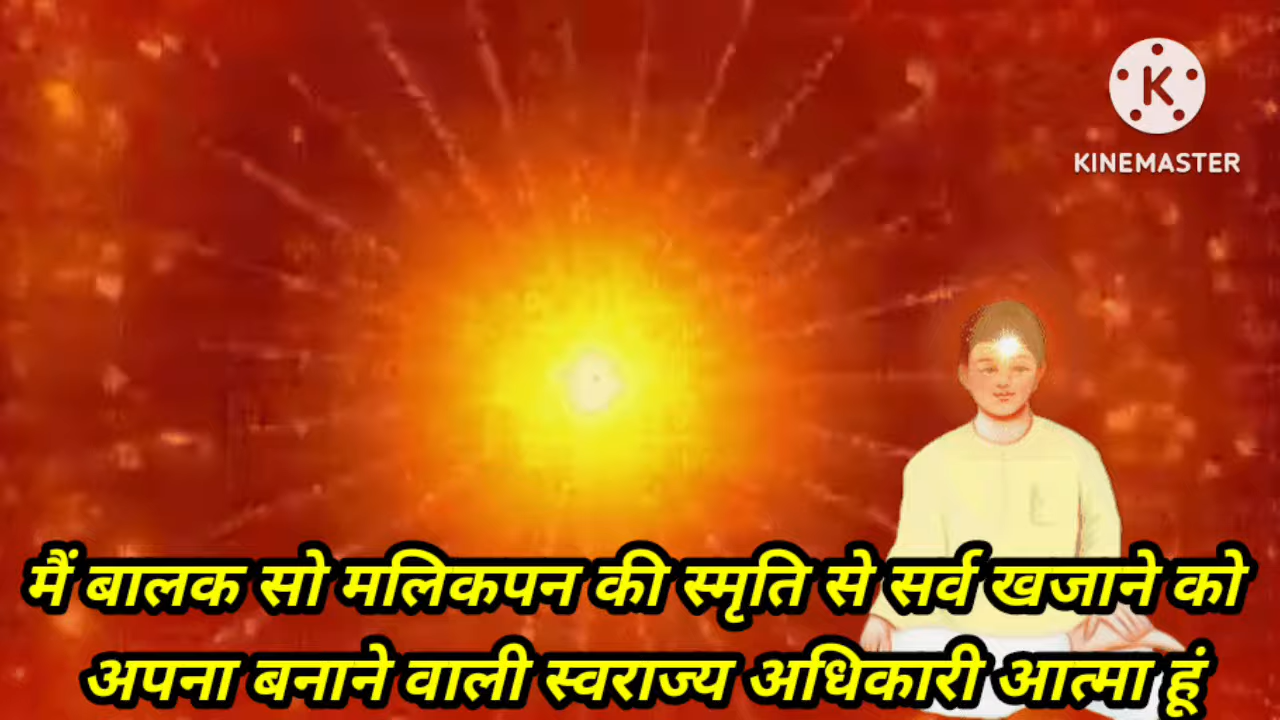 KINEMASTER
मैं बालक सो मलिकपन की स्मृति से सर्व खजाने को
अपना बनाने वाली स्वराज्य अधिकारी आत्मा हूं